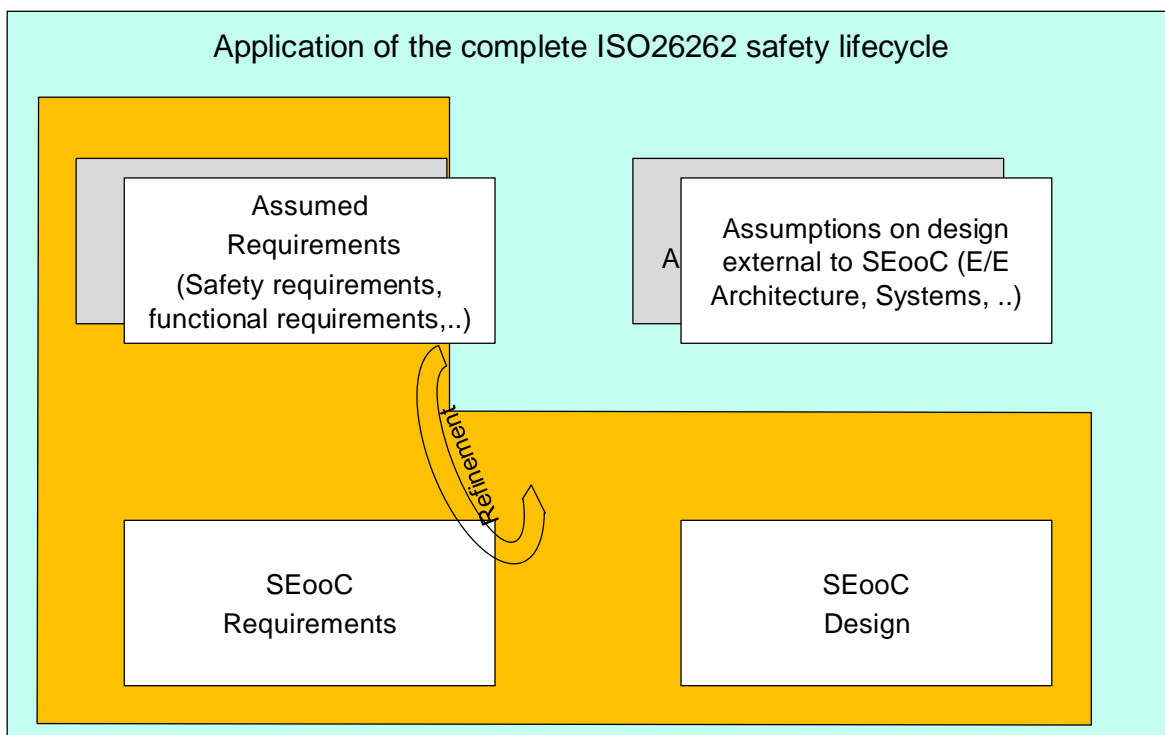 Application of the complete ISO26262 safety lifecycle
Assumed
Requirements
(Safety requirements,
functional requirements,..)
A
Assumptions on design
external to SEooC (E/E
Architecture, Systems, ..)
Refinement
SEooC
Requirements
SEooC
Design